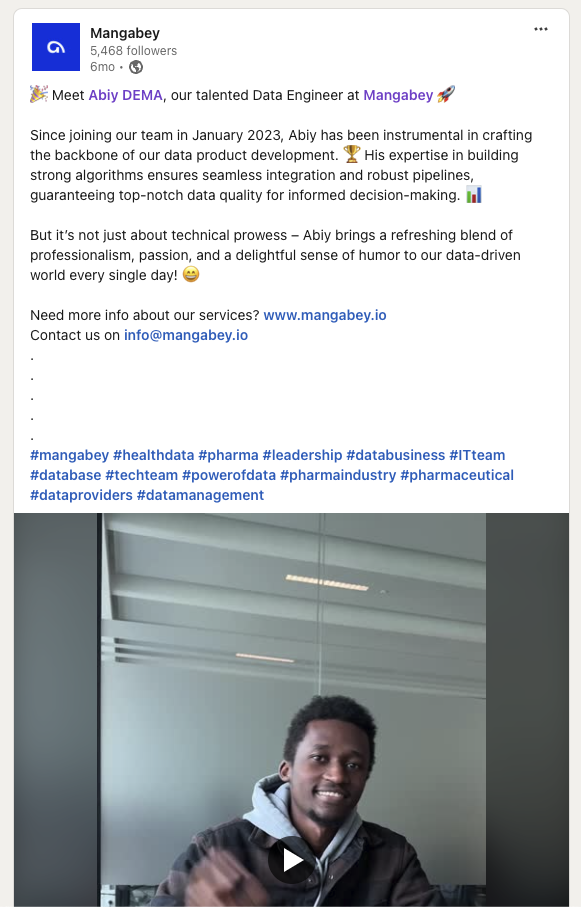 Mangabey
5,468 followers
6mo •
🎉 Meet Abiy DEMA, our talented Data Engineer at Mangabey 🚀
Since joining our team in January 2023, Abiy has been instrumental in crafting
the backbone of our data product development. 🏆 His expertise in building
strong algorithms ensures seamless integration and robust pipelines,
guaranteeing top-notch data quality for informed decision-making. 📊
But it’s not just about technical prowess – Abiy brings a refreshing blend of
professionalism, passion, and a delightful sense of humor to our data-driven
world every single day! 😄
Need more info about our services? www.mangabey.io
Contact us on info@mangabey.io
.
.
.
.
.
#mangabey #healthdata #pharma #leadership #databusiness #ITteam
#database #techteam #powerofdata #pharmaindustry #pharmaceutical
#dataproviders #datamanagement